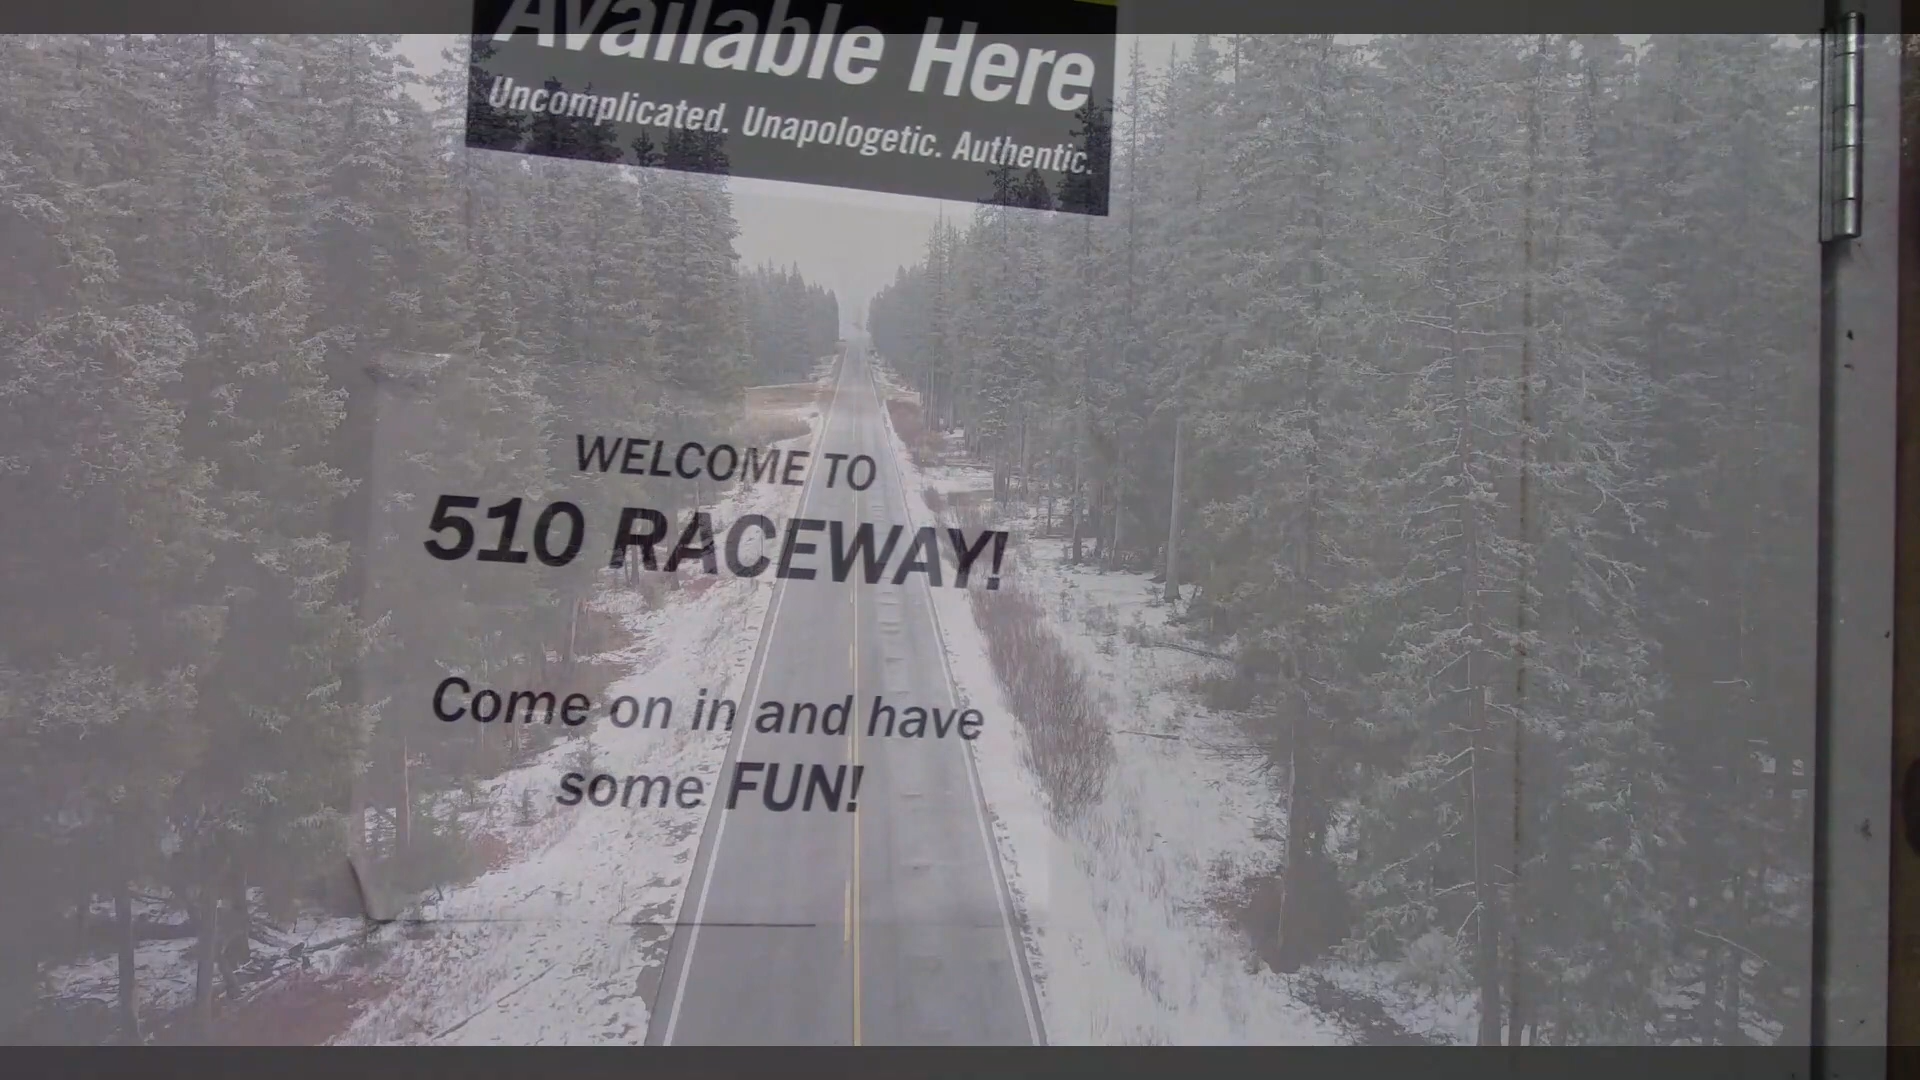 Available Here
Uncomplicated. Unapologetic. Authentic.
WELCOME TO
510 RACEWAY!
Come on in and have
some FUN!